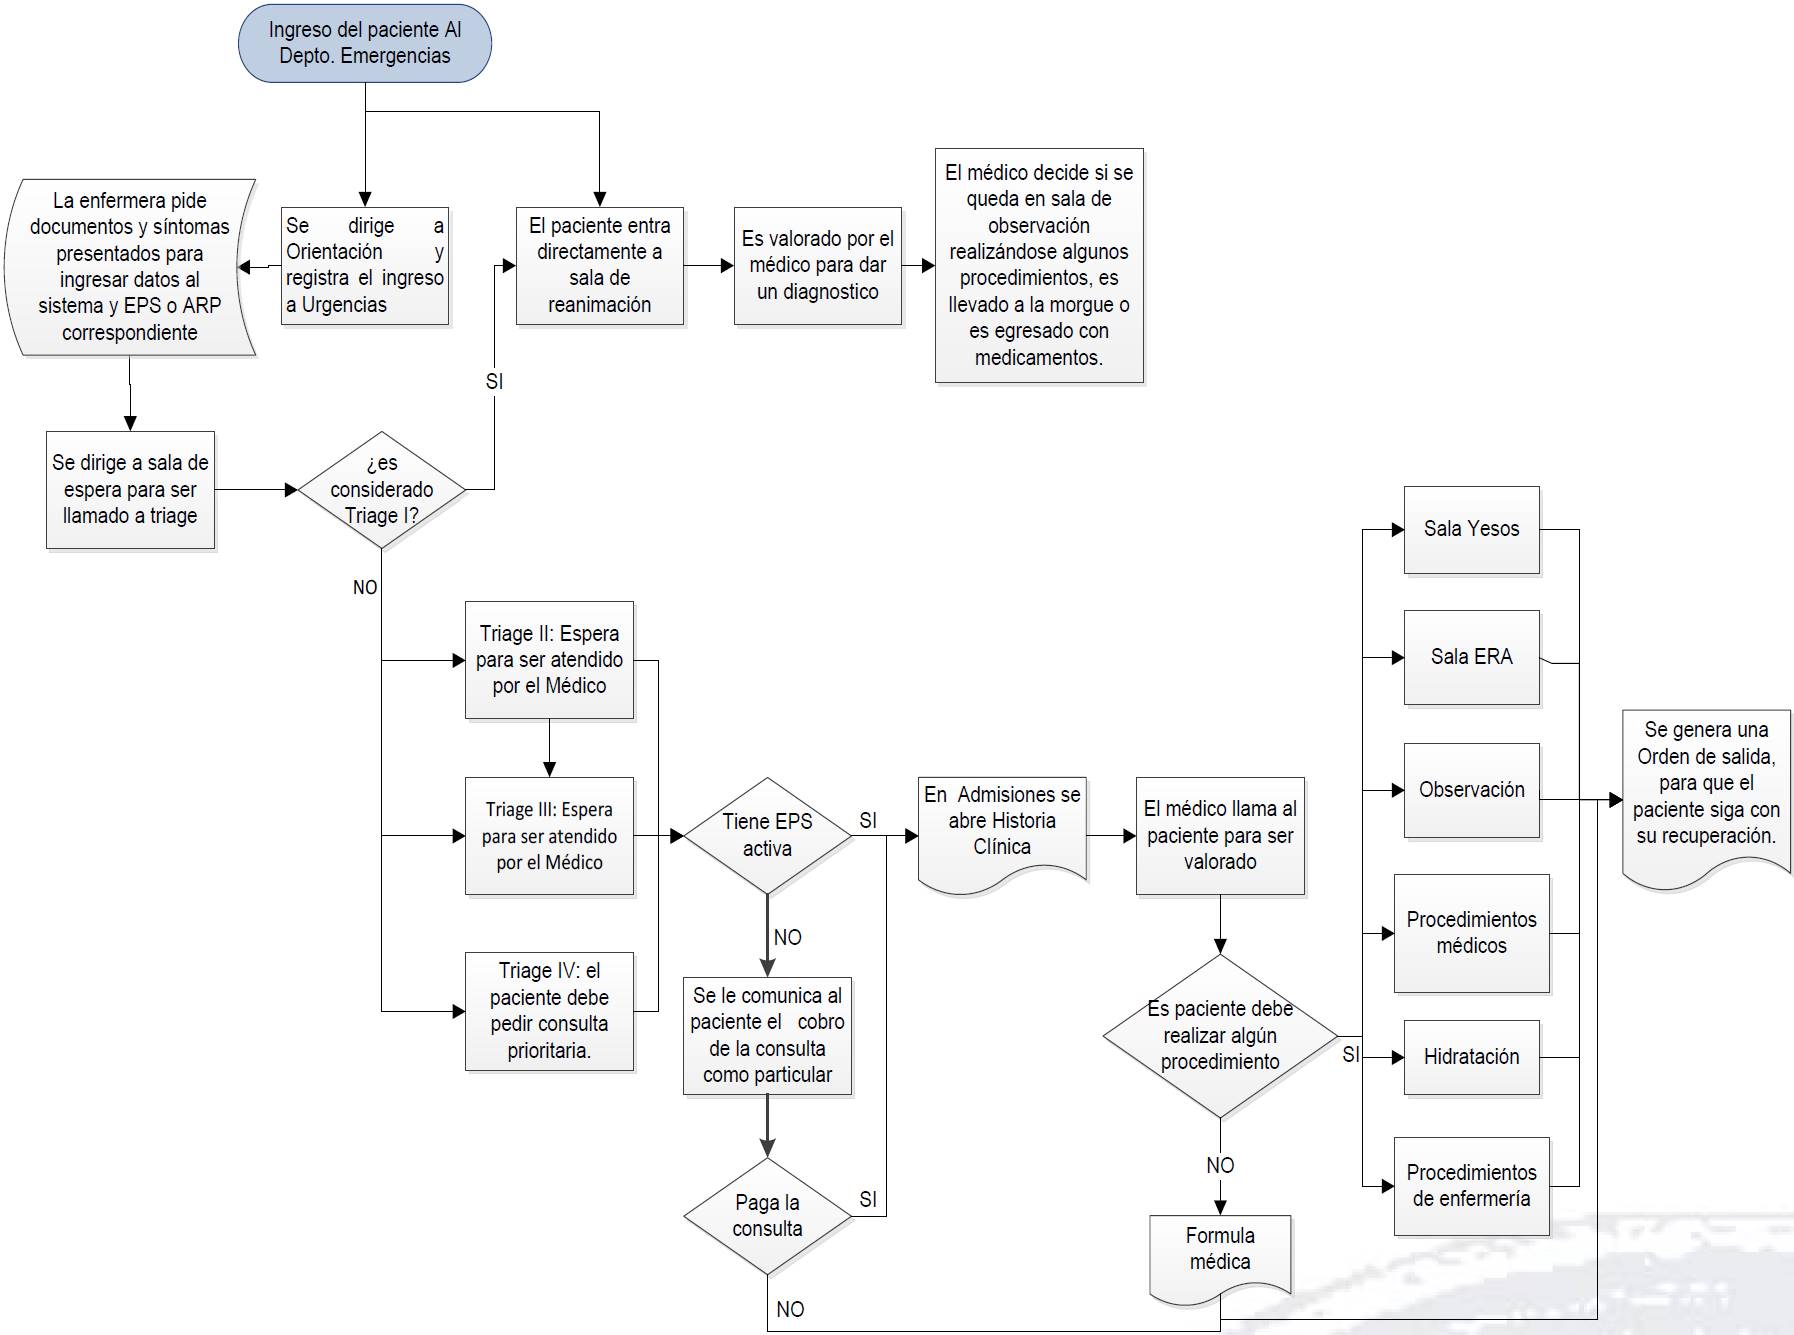 Ingreso del paciente Al
Depto. Emergencias
La enfermera pide
documentos y síntomas
presentados para
ingresar datos al
sistema y EPS o ARP
correspondiente
Se dirige a
Orientación y
registra el ingreso
a Urgencias
El paciente entra
directamente a
sala de
reanimación
Es valorado por el
médico para dar
un diagnostico
El médico decide si se
queda en sala de
observación
realizándose algunos
procedimientos, es
llevado a la morgue o
es egresado con
medicamentos.
SI
Se dirige a sala de
espera para ser
llamado a triage
¿es
considerado
Triage I?
NO
Triage II: Espera
para ser atendido
por el Médico
Triage III: Espera
para ser atendido
por el Médico
Triage IV: el
paciente debe
pedir consulta
prioritaria.
Tiene EPS
activa
SI
NO
Se le comunica al
paciente el cobro
de la consulta
como particular
Paga la
consulta
SI
NO
En Admisiones se
abre Historia
Clínica
El médico llama al
paciente para ser
valorado
Es paciente debe
realizar algún
procedimiento
SI
NO
Formula
médica
Sala Yesos
Sala ERA
Observación
Procedimientos
médicos
Hidratación
Procedimientos
de enfermería
Se genera una
Orden de salida,
para que el
paciente siga con
su recuperación.